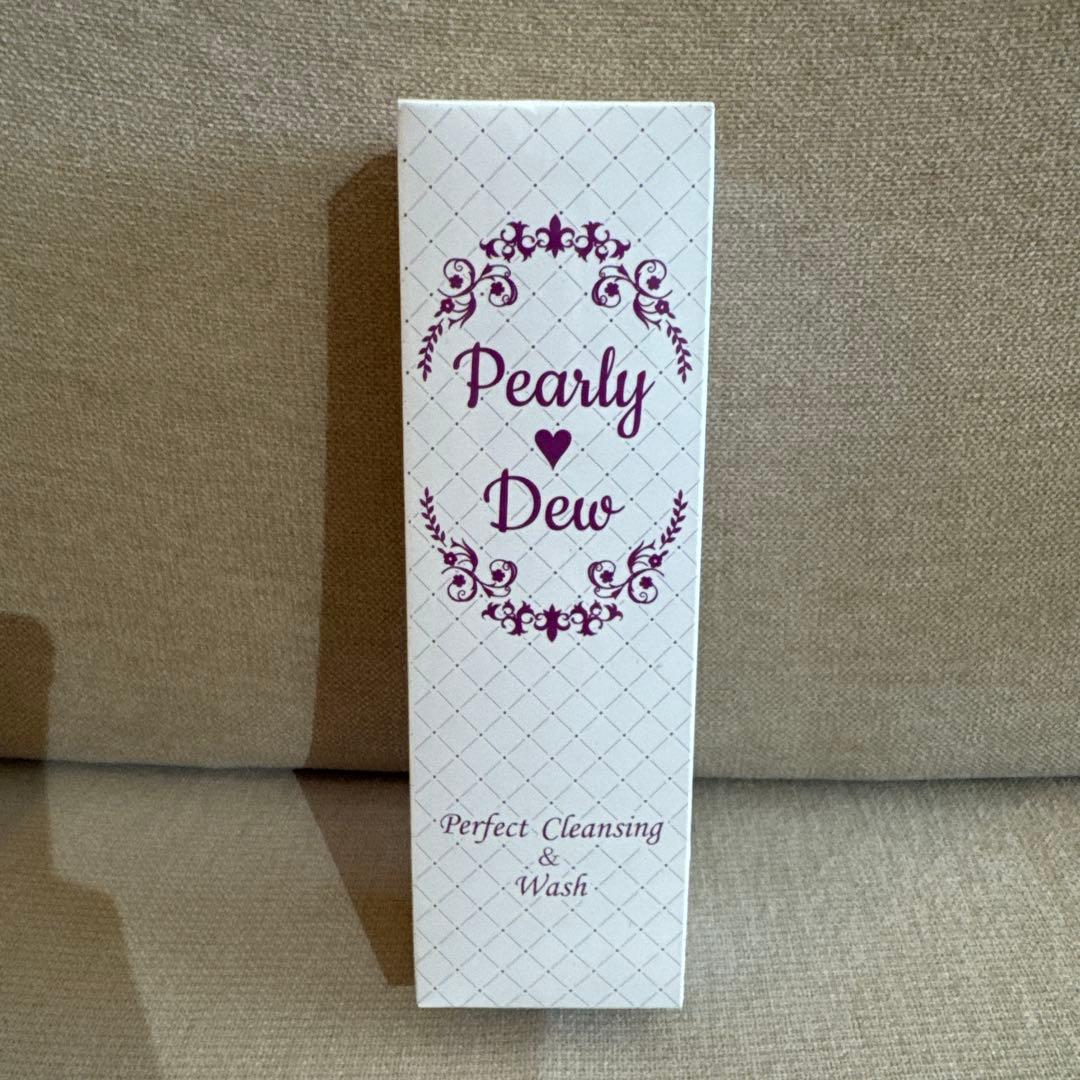 Pearly
♥
Dew
Perfect Cleansing
&
Wash